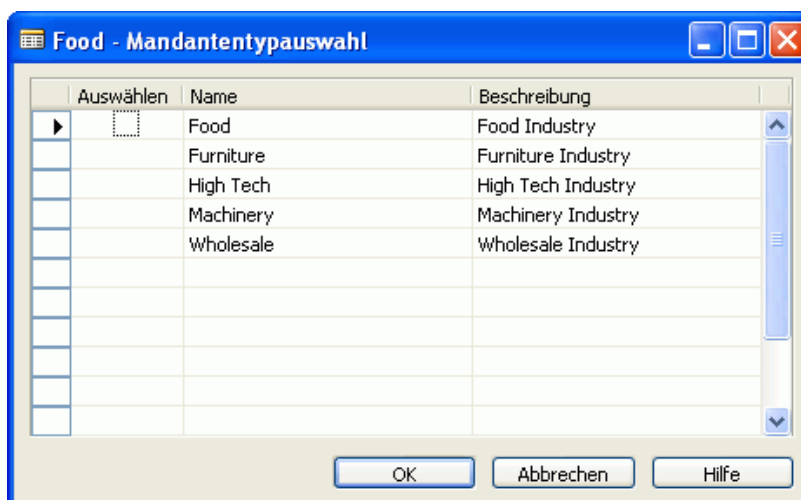 Food - Mandantentypauswahl
Auswählen Name Beschreibung
Food Food Industry
Furniture Furniture Industry
High Tech High Tech Industry
Machinery Machinery Industry
Wholesale Wholesale Industry
OK Abbrechen Hilfe